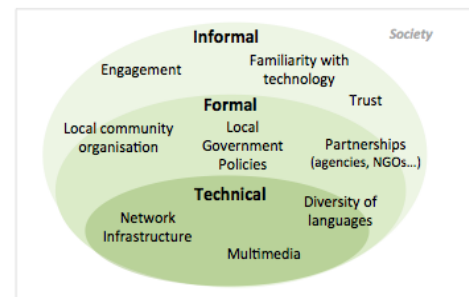 Society
Informal
Engagement
Familiarity with
technology
Trust
Formal
Local community
organisation
Local
Government
Policies
Partnerships
(agencies, NGOs...)
Technical
Diversity of
languages
Network
Infrastructure
Multimedia